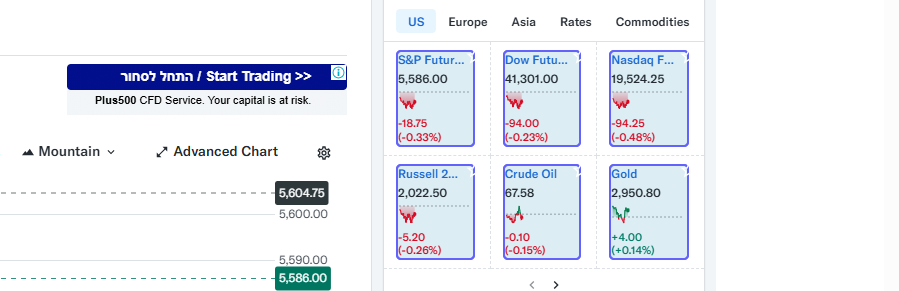 US Europe Asia Rates Commodities
התחל לסחור / Start Trading >>
Plus500 CFD Service. Your capital is at risk.
Mountain
Advanced Chart
5,604.75
5,600.00
5,590.00
5,586.00
S&P Futur...
5,586.00
-18.75
(-0.33%)
Dow Futu...
41,301.00
-94.00
(-0.23%)
Nasdaq F...
19,524.25
-94.25
(-0.48%)
Russell 2...
2,022.50
-5.20
(-0.26%)
Crude Oil
67.58
-0.10
(-0.15%)
Gold
2,950.80
+4.00
(+0.14%)